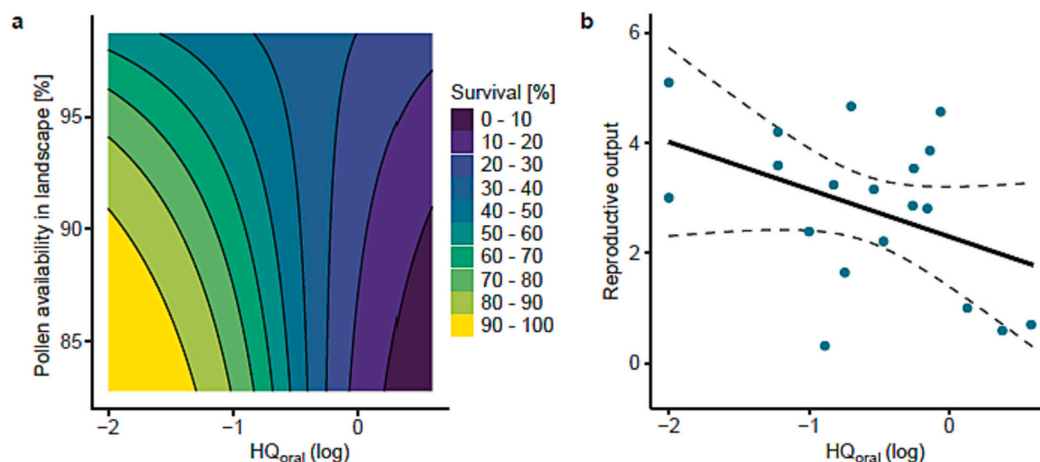 a
Pollen availability in landscape [%]
95
90
85
−2
−1
0
HQoral (log)
Survival [%]
0 - 10
10 - 20
20 - 30
30 - 40
40 - 50
50 - 60
60 - 70
70 - 80
80 - 90
90 - 100
b
Reproductive output
6
4
2
0
−2
−1
0
HQoral (log)